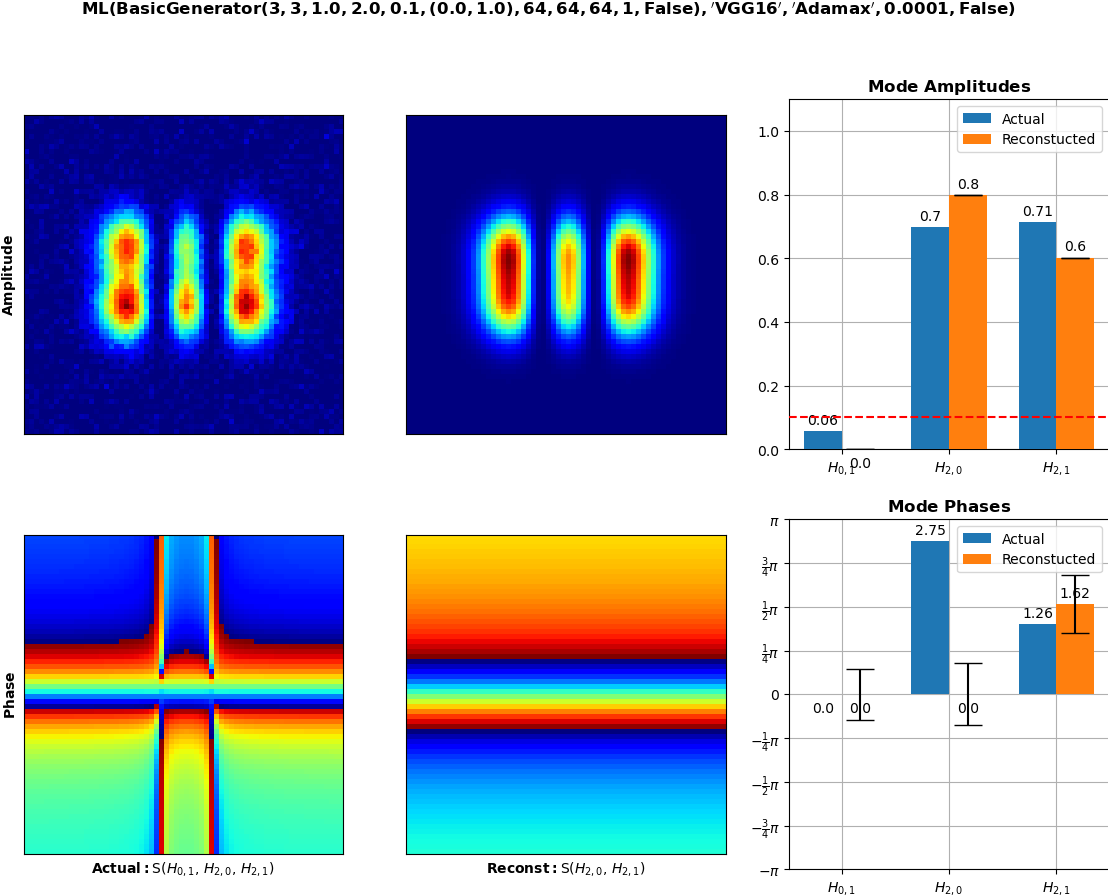 ML(BasicGenerator(3, 3, 1.0, 2.0, 0.1, (0.0, 1.0), 64, 64, 64, 1, False), ′VGG16′, ′Adamax′, 0.0001, False)
Amplitude
Mode Amplitudes
Actual
Reconstucted
1.0
0.8
0.6
0.4
0.2
0.0
0.06
0.0
0.7
0.8
0.71
0.6
H0,1
H2,0
H2,1
Phase
Actual: S(H0,1, H2,0, H2,1)
Reconst: S(H2,0, H2,1)
Mode Phases
Actual
Reconstucted
π
3/4π
1/2π
1/4π
0
−1/4π
−1/2π
−3/4π
−π
0.0
0.0
2.75
0.0
1.26
1.62
H0,1
H2,0
H2,1